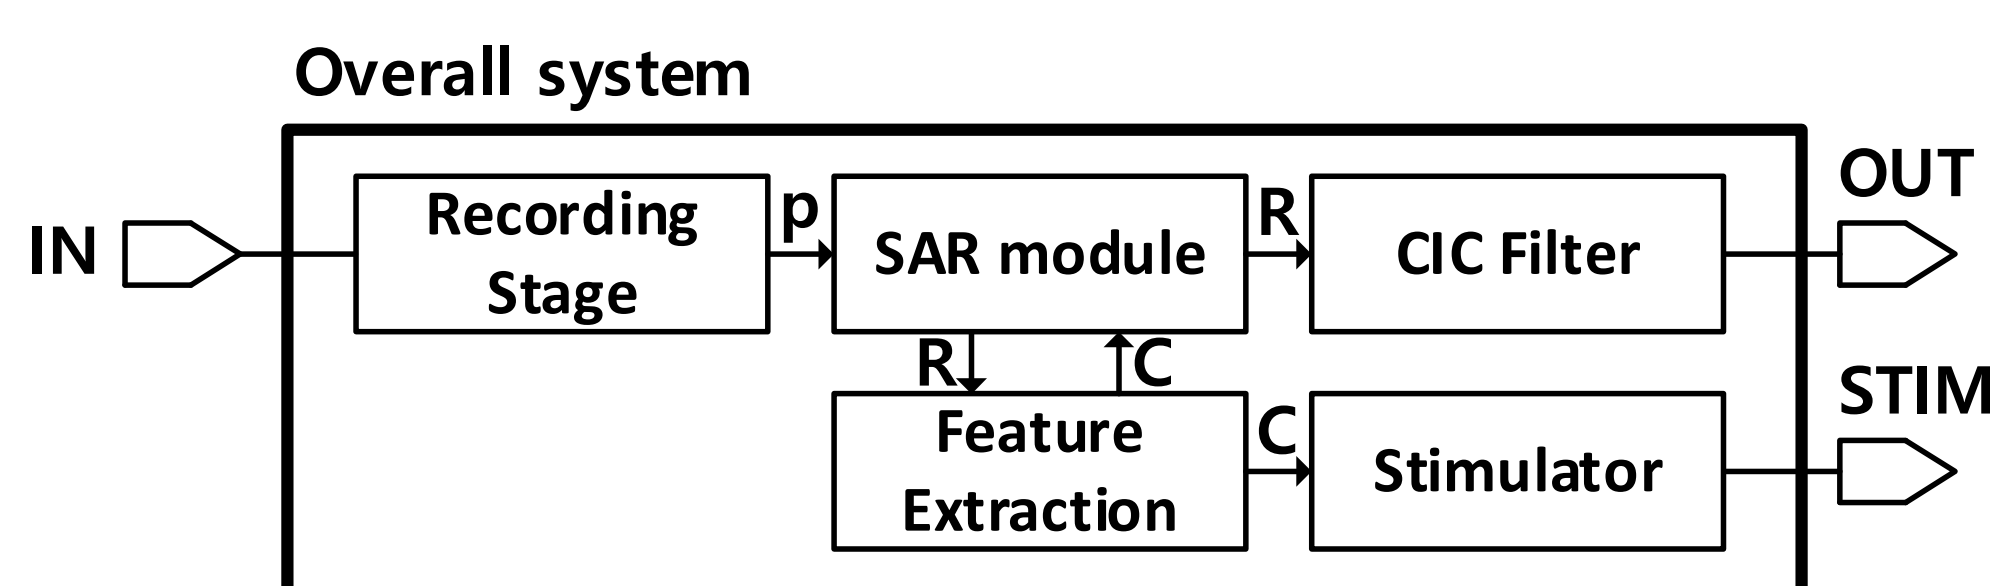 Overall system
IN
Recording
Stage
p
SAR module
R
CIC Filter
OUT
R
C
Feature
Extraction
C
Stimulator
STIM